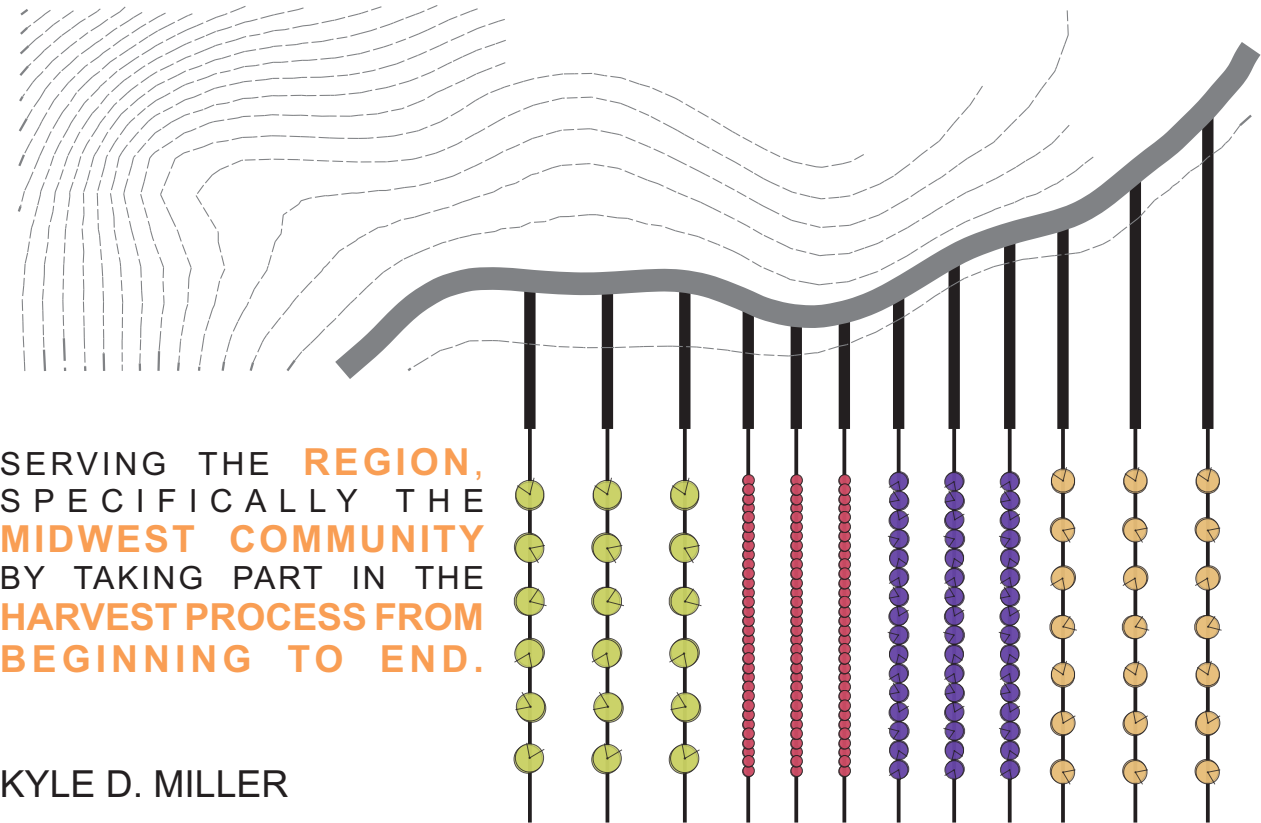 SERVING THE REGION,
SPECIFICALLY THE
MIDWEST COMMUNITY
BY TAKING PART IN THE
HARVEST PROCESS FROM
BEGINNING TO END.
KYLE D. MILLER